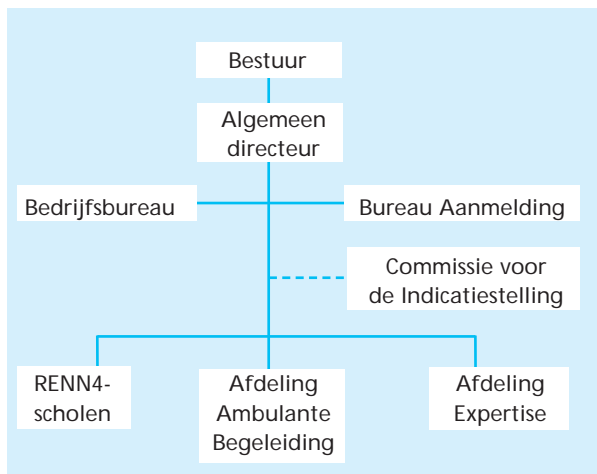 Bestuur
Algemeen
directeur
Bedrijfsbureau
Bureau Aanmelding
Commissie voor
de Indicatiestelling
RENN4-
scholen
Afdeling
Ambulante
Begeleiding
Afdeling
Expertise